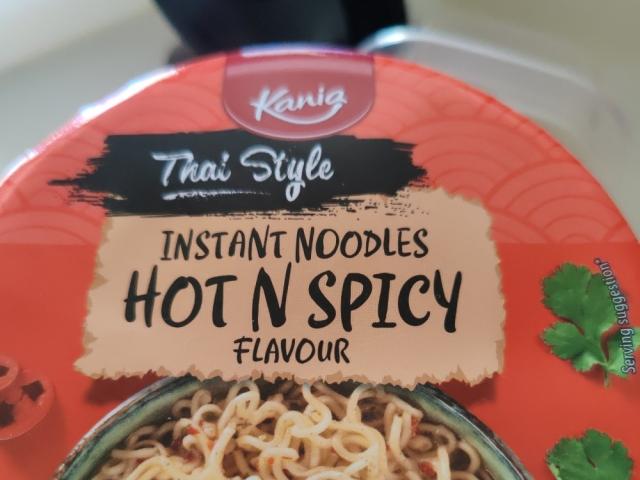 Kania
Thai Style
INSTANT NOODLES
HOT N SPICY
FLAVOUR
Serving suggestion*